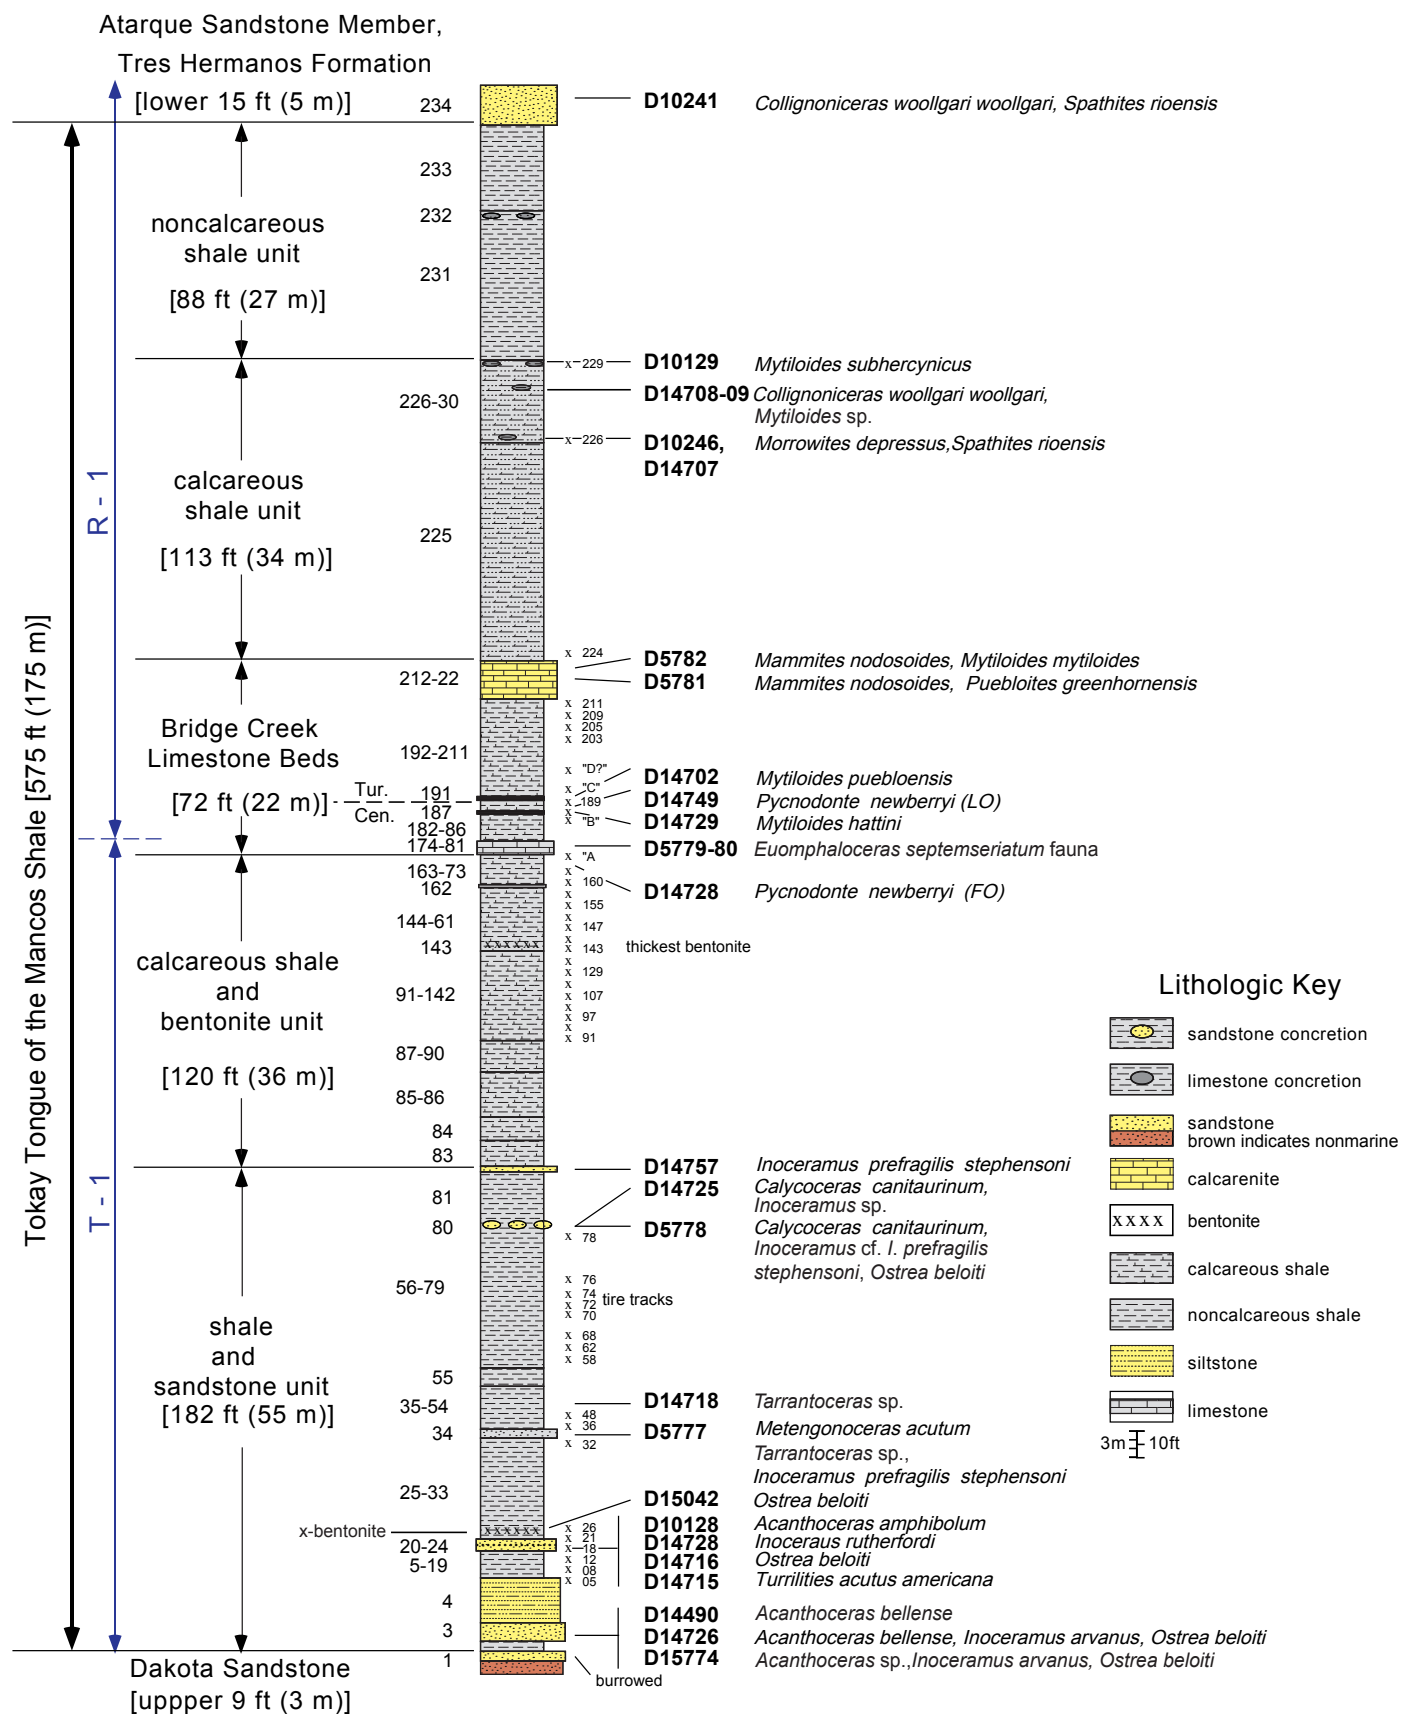 Atarque Sandstone Member,
Tres Hermanos Formation
[lower 15 ft (5 m)]
234
D10241 Collignoniceras woollgari woollgari, Spathites rioensis
233
noncalcareous
shale unit
[88 ft (27 m)]
232
231
x 229 D10129 Mytiloides subhercynicus
226-30
D14708-09 Collignoniceras woollgari woollgari,
Mytiloides sp.
x 226 D10246, Morrowites depressus,Spathites rioensis
D14707
calcareous
shale unit
[113 ft (34 m)]
225
R - 1
Tokay Tongue of the Mancos Shale [575 ft (175 m)]
x 224
D5782 Mammites nodosoides, Mytiloides mytiloides
212-22
D5781 Mammites nodosoides, Puebloites greenhornensis
x 211
x 209
x 205
x 203
Bridge Creek
Limestone Beds
[72 ft (22 m)]
192-211
x "D?"
D14702 Mytiloides puebloensis
Tur.
191
x "C"
x 189
D14749 Pycnodonte newberryi (LO)
Cen.
187
x
x "B"
D14729 Mytiloides hattini
182-86
174-81
D5779-80 Euomphaloceras septemseriatum fauna
x "A
163-73
x
x 160
162
D14728 Pycnodonte newberryi (FO)
x
x 155
x
144-61
x 147
x
143
xxxxxx
x 143 thickest bentonite
x
x 129
x
91-142
x 107
x
x 97
x
x 91
calcareous shale
and
bentonite unit
[120 ft (36 m)]
87-90
85-86
84
83
T - 1
D14757 Inoceramus prefragilis stephensoni
81
D14725 Calycoceras canitaurinum,
Inoceramus sp.
80
D5778 Calycoceras canitaurinum,
x 78
Inoceramus cf. I. prefragilis
stephensoni, Ostrea beloiti
56-79
x 76
x 74
tire tracks
x 72
x 70
x 68
x 62
x 58
shale
and
sandstone unit
[182 ft (55 m)]
55
35-54
D14718 Tarrantoceras sp.
x 48
x 36
34
D5777 Metengonoceras acutum
x 32
Tarrantoceras sp.,
Inoceramus prefragilis stephensoni
25-33
D15042 Ostrea beloiti
x-bentonite
xxxxxx
x 26
D10128 Acanthoceras amphibolum
x 21
20-24
x 18
D14728 Inoceraus rutherfordi
5-19
x 12
D14716 Ostrea beloiti
x 08
x 05
D14715 Turrilities acutus americana
4
D14490 Acanthoceras bellense
3
D14726 Acanthoceras bellense, Inoceramus arvanus, Ostrea beloiti
1
D15774 Acanthoceras sp.,Inoceramus arvanus, Ostrea beloiti
burrowed
Dakota Sandstone
[uppper 9 ft (3 m)]
Lithologic Key
sandstone concretion
limestone concretion
sandstone
brown indicates nonmarine
calcarenite
xxxx bentonite
calcareous shale
noncalcareous shale
siltstone
limestone
3m 10ft